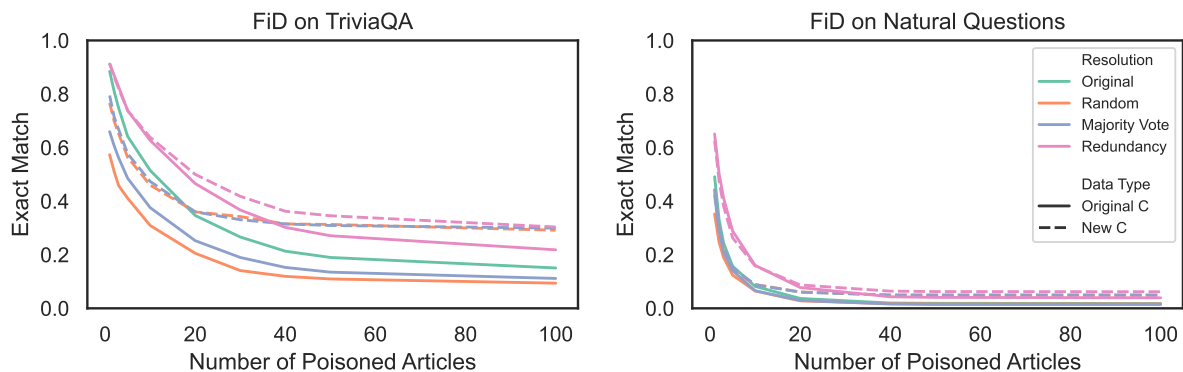 FiD on TriviaQA
1.0
0.8
0.6
0.4
0.2
0.0
Exact Match
0
20
40
60
80
100
Number of Poisoned Articles
FiD on Natural Questions
1.0
0.8
0.6
0.4
0.2
0.0
Exact Match
0
20
40
60
80
100
Number of Poisoned Articles
Resolution
Original
Random
Majority Vote
Redundancy
Data Type
Original C
New C